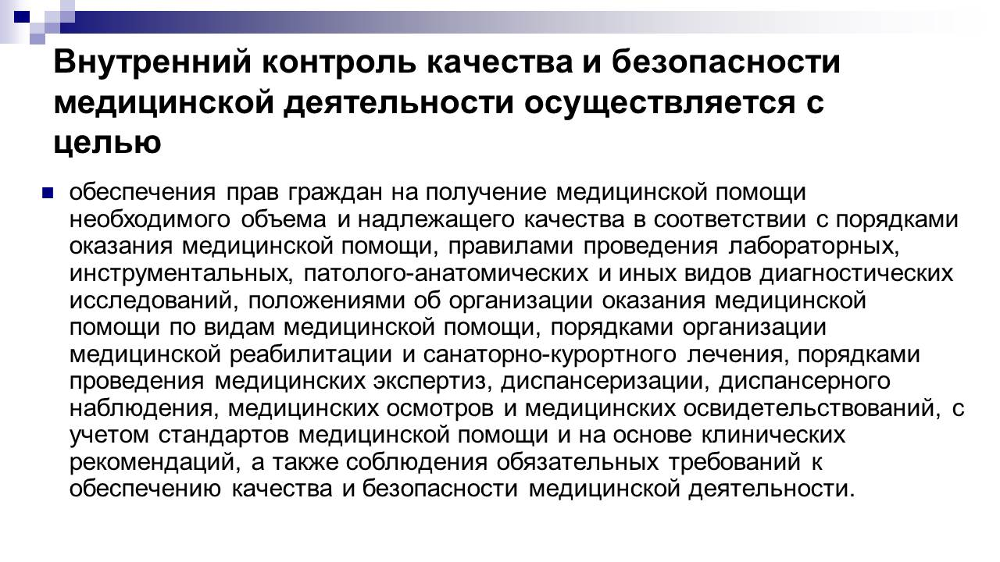 Внутренний контроль качества и безопасности
медицинской деятельности осуществляется с
целью
обеспечения прав граждан на получение медицинской помощи
необходимого объема и надлежащего качества в соответствии с порядками
оказания медицинской помощи, правилами проведения лабораторных,
инструментальных, патолого-анатомических и иных видов диагностических
исследований, положениями об организации оказания медицинской
помощи по видам медицинской помощи, порядками организации
медицинской реабилитации и санаторно-курортного лечения, порядками
проведения медицинских экспертиз, диспансеризации, диспансерного
наблюдения, медицинских осмотров и медицинских освидетельствований, с
учетом стандартов медицинской помощи и на основе клинических
рекомендаций, а также соблюдения обязательных требований к
обеспечению качества и безопасности медицинской деятельности.